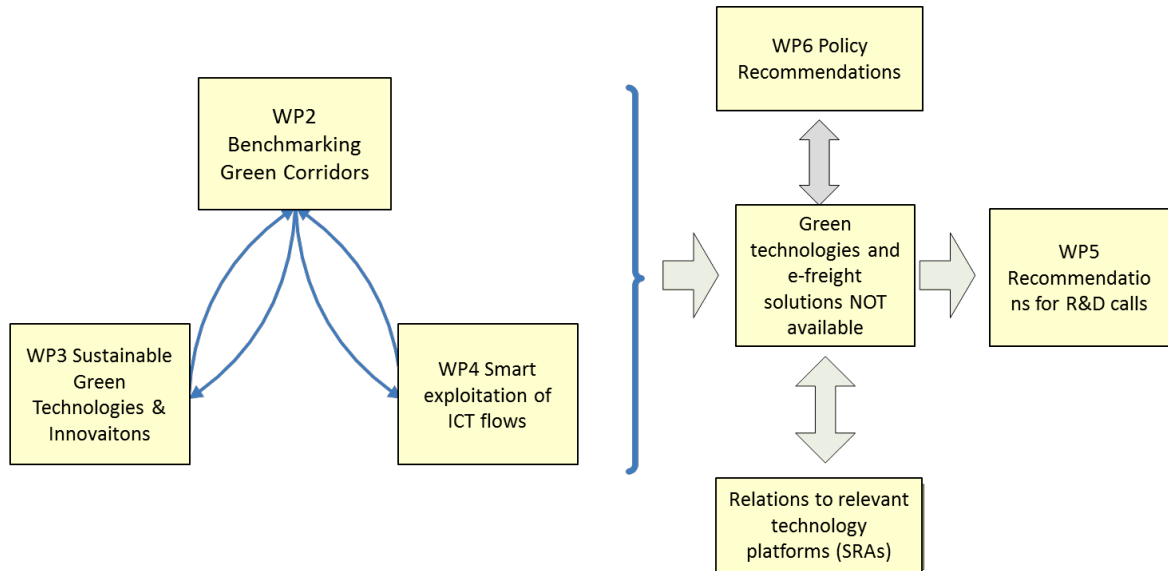 WP2
Benchmarking
Green Corridors
WP3 Sustainable
Green
Technologies &
Innovaitons
WP4 Smart
exploitation of
ICT flows
WP6 Policy
Recommendations
Green
technologies and
e-freight
solutions NOT
available
WP5
Recommendatio
ns for R&D calls
Relations to relevant
technology
platforms (SRAs)